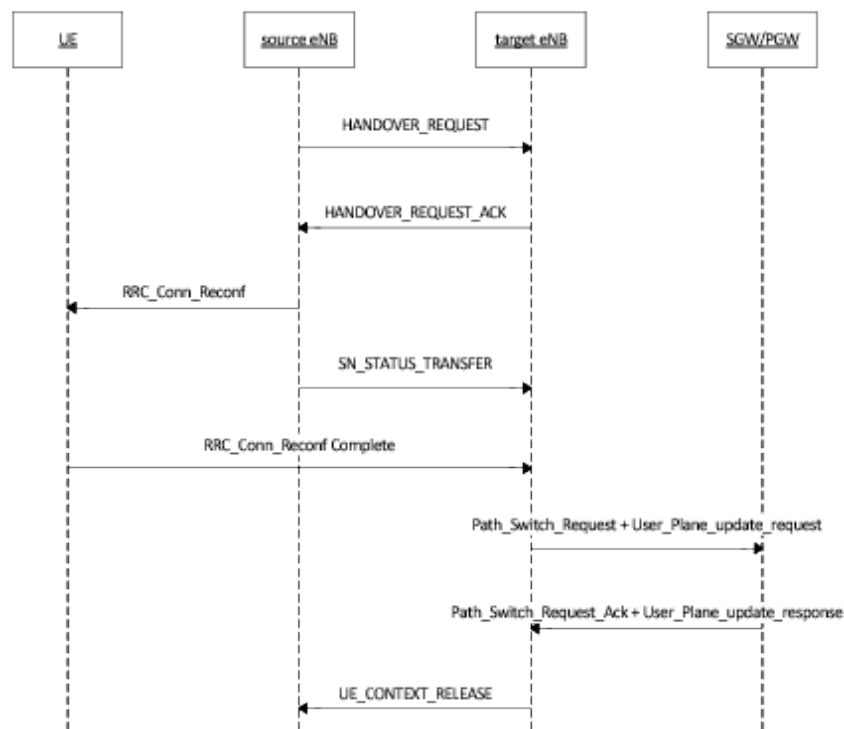 UE
source eNB
target eNB
SGW/PGW
HANDOVER_REQUEST
HANDOVER_REQUEST_ACK
RRC_Conn_Reconf
SN_STATUS_TRANSFER
RRC_Conn_Reconf Complete
Path_Switch_Request + User_Plane_update_request
Path_Switch_Request_Ack + User_Plane_update_response
UE_CONTEXT_RELEASE